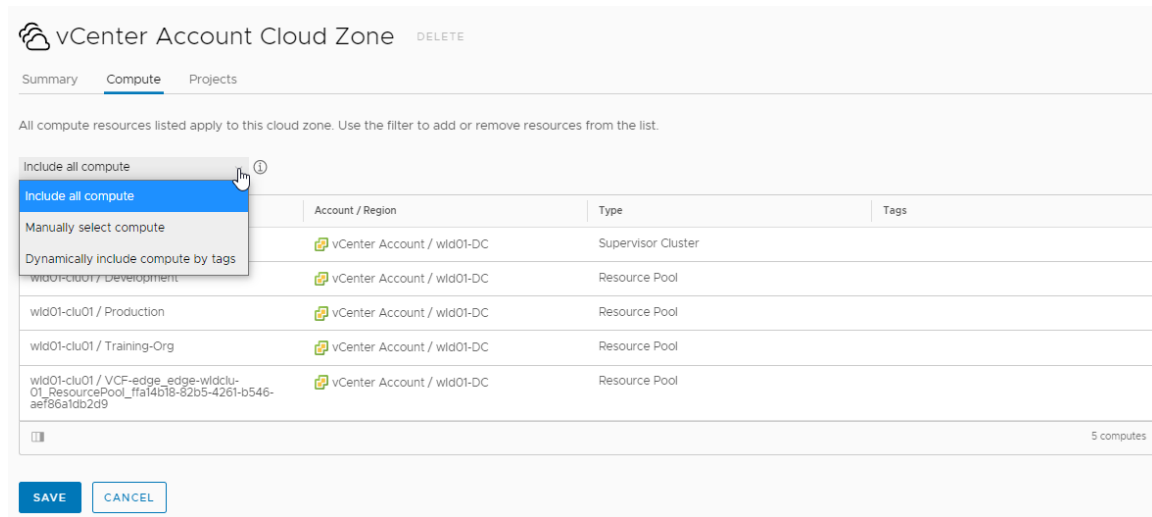 vCenter Account Cloud Zone DELETE
Summary Compute Projects
All compute resources listed apply to this cloud zone. Use the filter to add or remove resources from the list.
Include all compute
Include all compute
Manually select compute
Dynamically include compute by tags
Account / Region Type Tags
vCenter Account / wld01-DC Supervisor Cluster
wld01-clu01 / Development vCenter Account / wld01-DC Resource Pool
wld01-clu01 / Production vCenter Account / wld01-DC Resource Pool
wld01-clu01 / Training-Org vCenter Account / wld01-DC Resource Pool
wld01-clu01 / VCF-edge_edge-wldclu- vCenter Account / wld01-DC Resource Pool
01_ResourcePool_ffa14b18-82b5-4261-b546-
aef86a1db2d9
5 computes
SAVE CANCEL